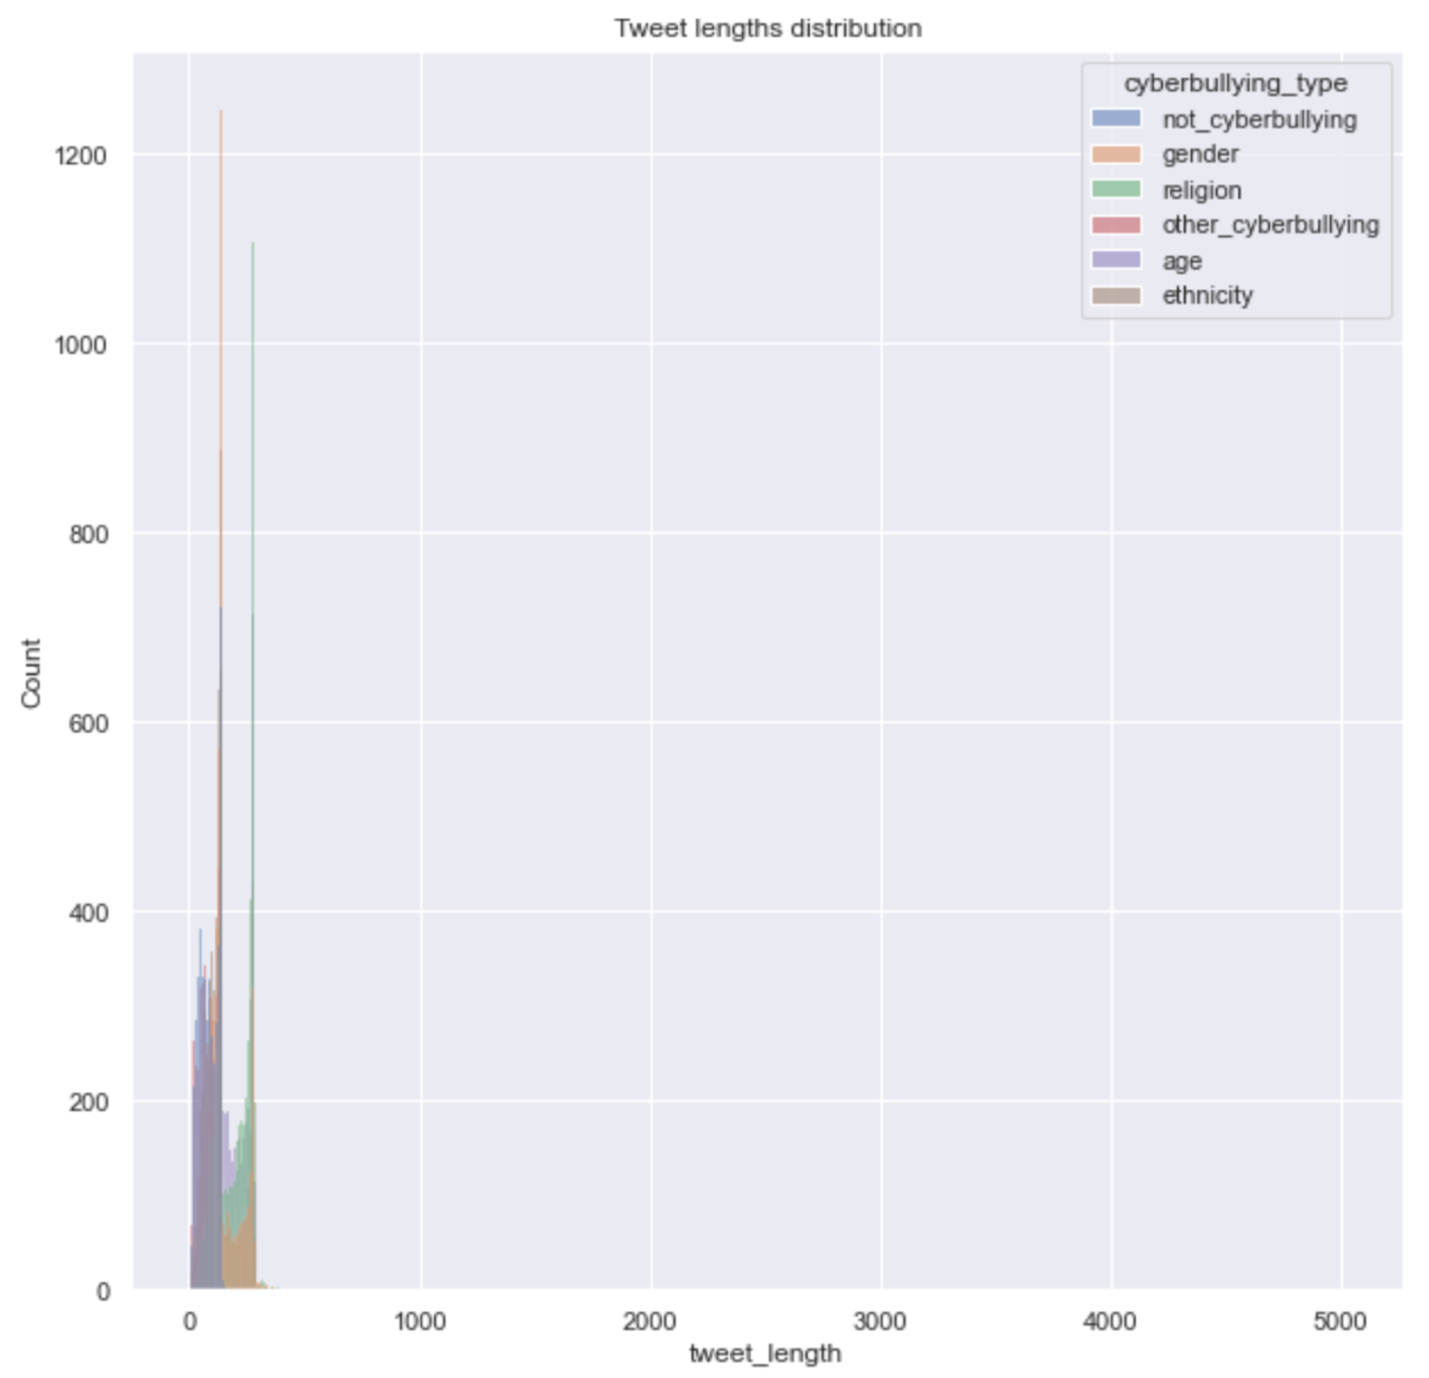 Tweet lengths distribution
cyberbullying_type
not_cyberbullying
gender
religion
other_cyberbullying
age
ethnicity
1200
1000
800
600
400
200
0
Count
0 1000 2000 3000 4000 5000
tweet_length